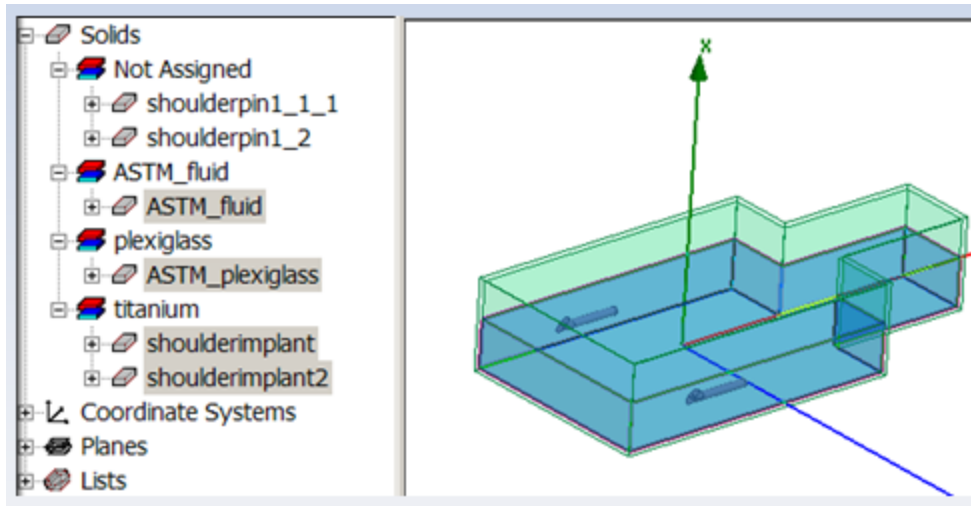 Solids
Not Assigned
shoulderpin1_1_1
shoulderpin1_2
ASTM_fluid
ASTM_fluid
plexiglass
ASTM_plexiglass
titanium
shoulderimplant
shoulderimplant2
Coordinate Systems
Planes
Lists
x